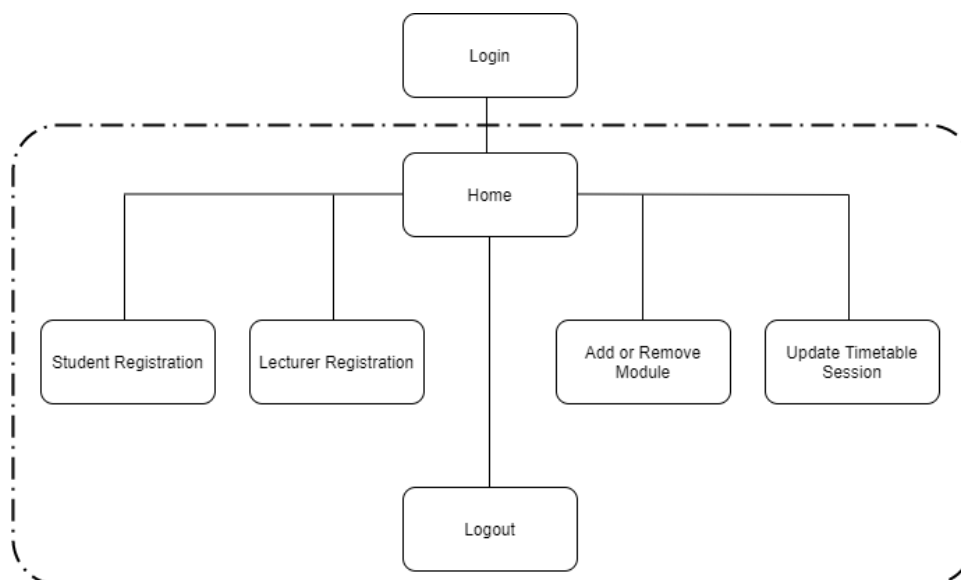 Login
Home
Student Registration
Lecturer Registration
Add or Remove
Module
Update Timetable
Session
Logout